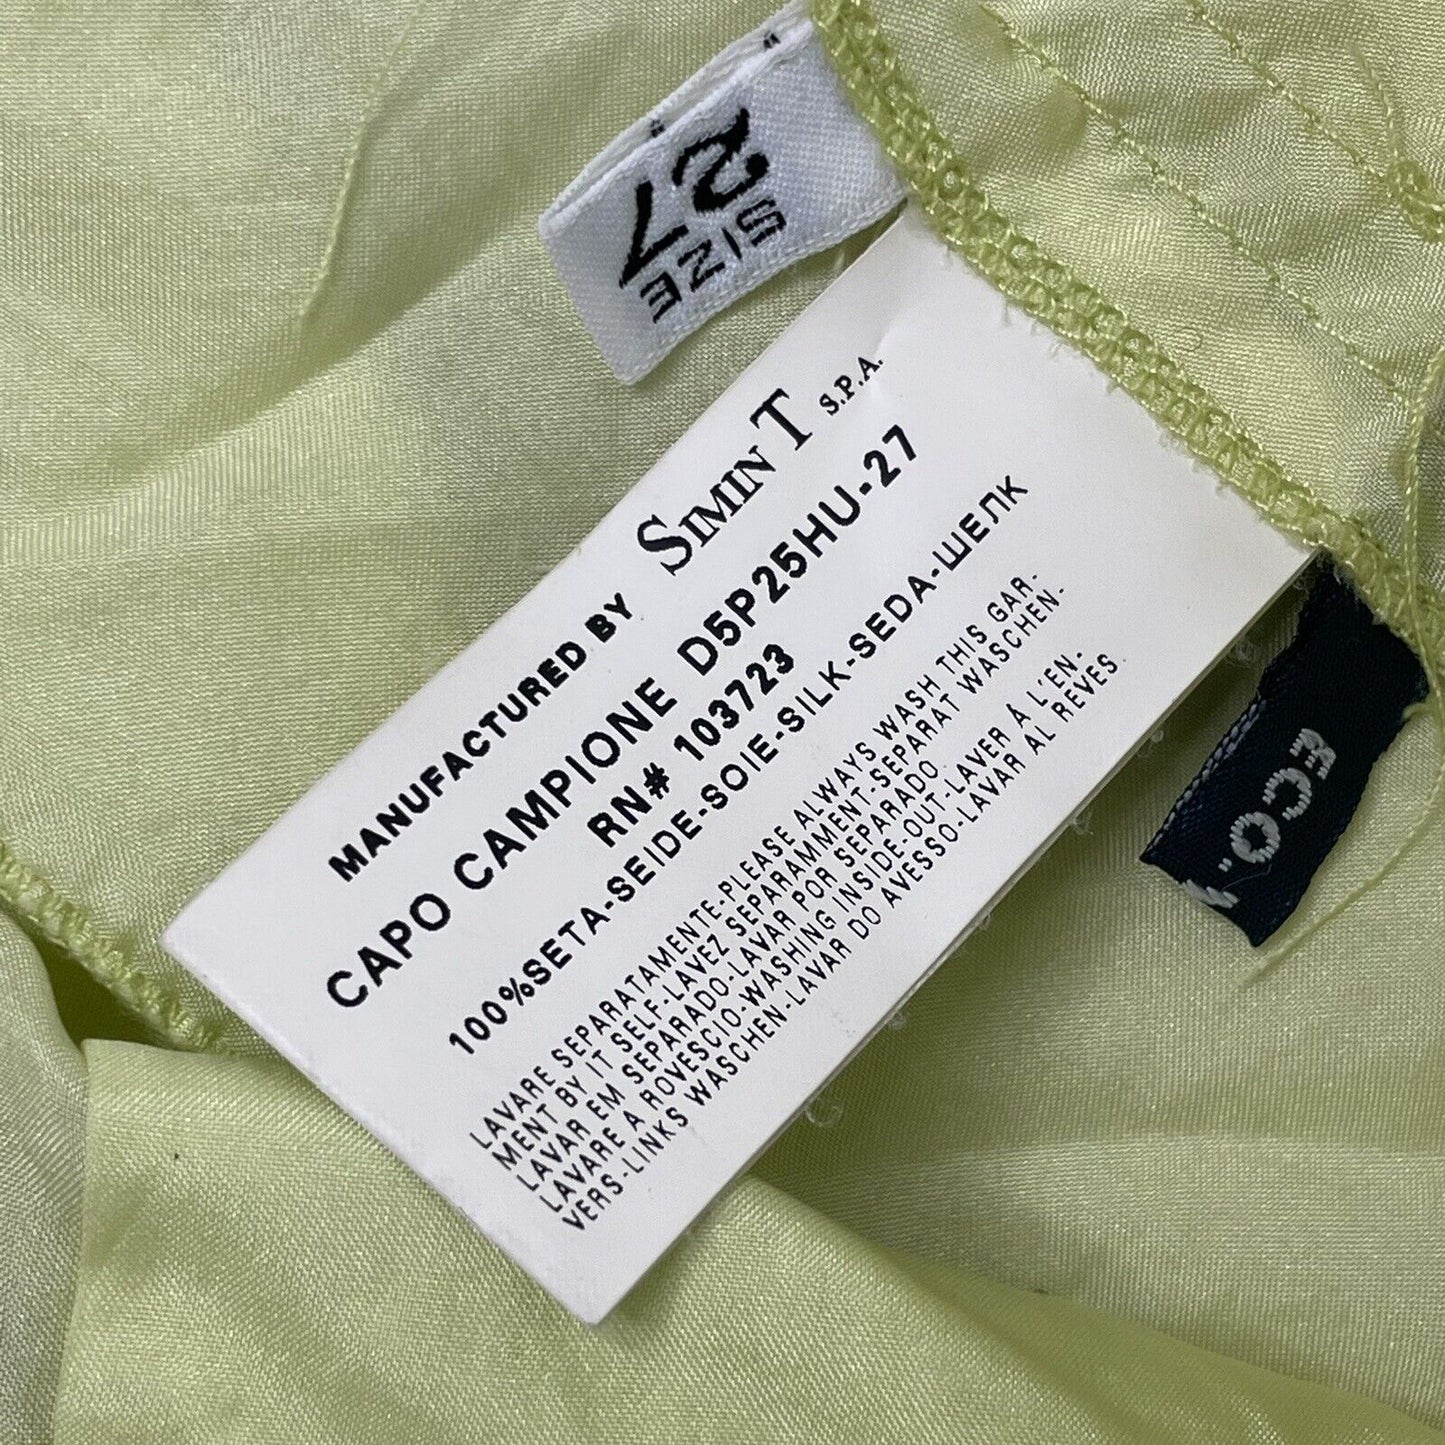 27
SIZE
MANUFACTURED BY SIMINT S.P.A.
CAPO CAMPIONE D5P25HU-27
RN# 103723
100%SETA-SEIDE-SOIE-SILK-SEDA-ШЕЛК
LAVARE SEPARATAMENTE-PLEASE ALWAYS WASH THIS GAR-
MENT BY IT SELF-LAVEZ SEPARAMMENT-SEPARAT WASCHEN-
LAVAR EM SEPARADO-LAVAR POR SEPARADO
LAVARE A ROVESCIO-WASHING INSIDE-OUT-LAVER Á L'EN-
VERS-LINKS WASCHEN-LAVAR DO AVESSO-LAVAR AL REVES
ECO